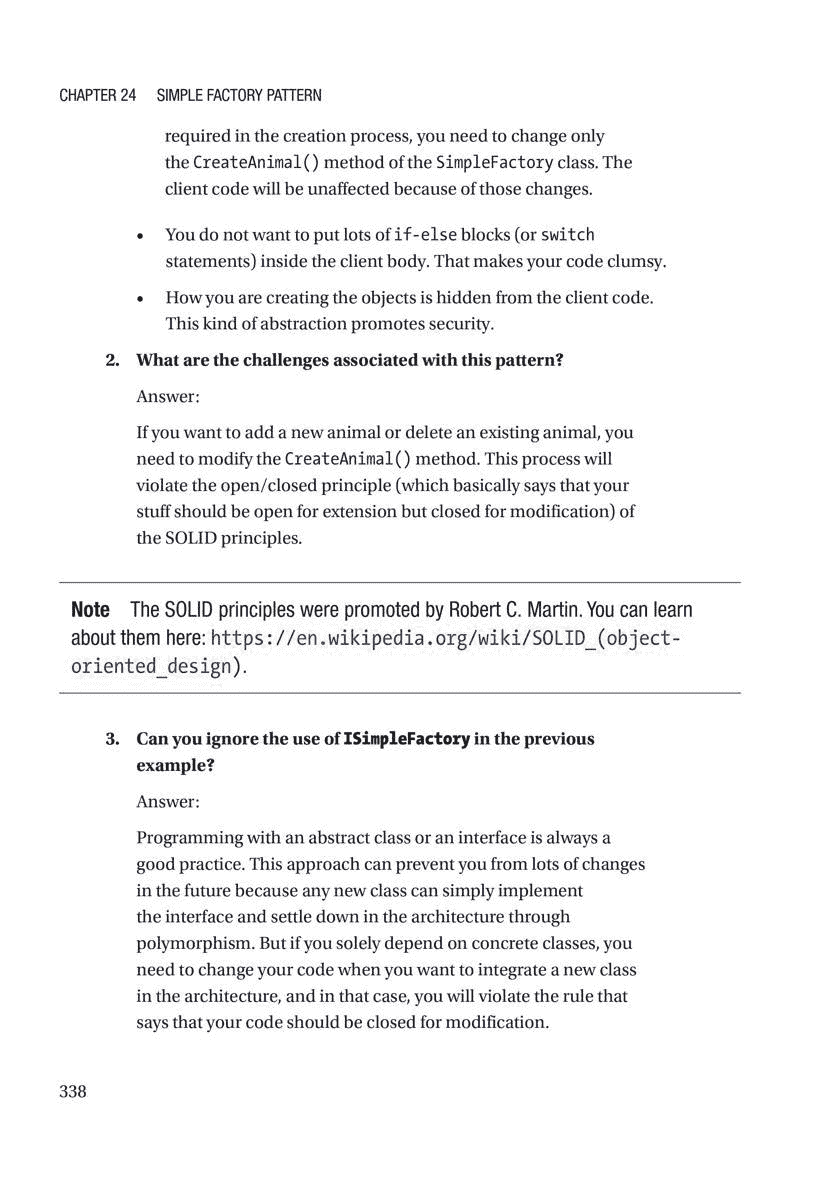 CHAPTER 24 SIMPLE FACTORY PATTERN
required in the creation process, you need to change only
the CreateAnimal() method of the SimpleFactory class. The
client code will be unaffected because of those changes.
• You do not want to put lots of if-else blocks (or switch
statements) inside the client body. That makes your code clumsy.
• How you are creating the objects is hidden from the client code.
This kind of abstraction promotes security.
2. What are the challenges associated with this pattern?
Answer:
If you want to add a new animal or delete an existing animal, you
need to modify the CreateAnimal() method. This process will
violate the open/closed principle (which basically says that your
stuff should be open for extension but closed for modification) of
the SOLID principles.
Note The SOLID principles were promoted by Robert C. Martin. You can learn
about them here: https://en.wikipedia.org/wiki/SOLID_(object-
oriented_design).
3. Can you ignore the use of ISimpleFactory in the previous
example?
Answer:
Programming with an abstract class or an interface is always a
good practice. This approach can prevent you from lots of changes
in the future because any new class can simply implement
the interface and settle down in the architecture through
polymorphism. But if you solely depend on concrete classes, you
need to change your code when you want to integrate a new class
in the architecture, and in that case, you will violate the rule that
says that your code should be closed for modification.
338